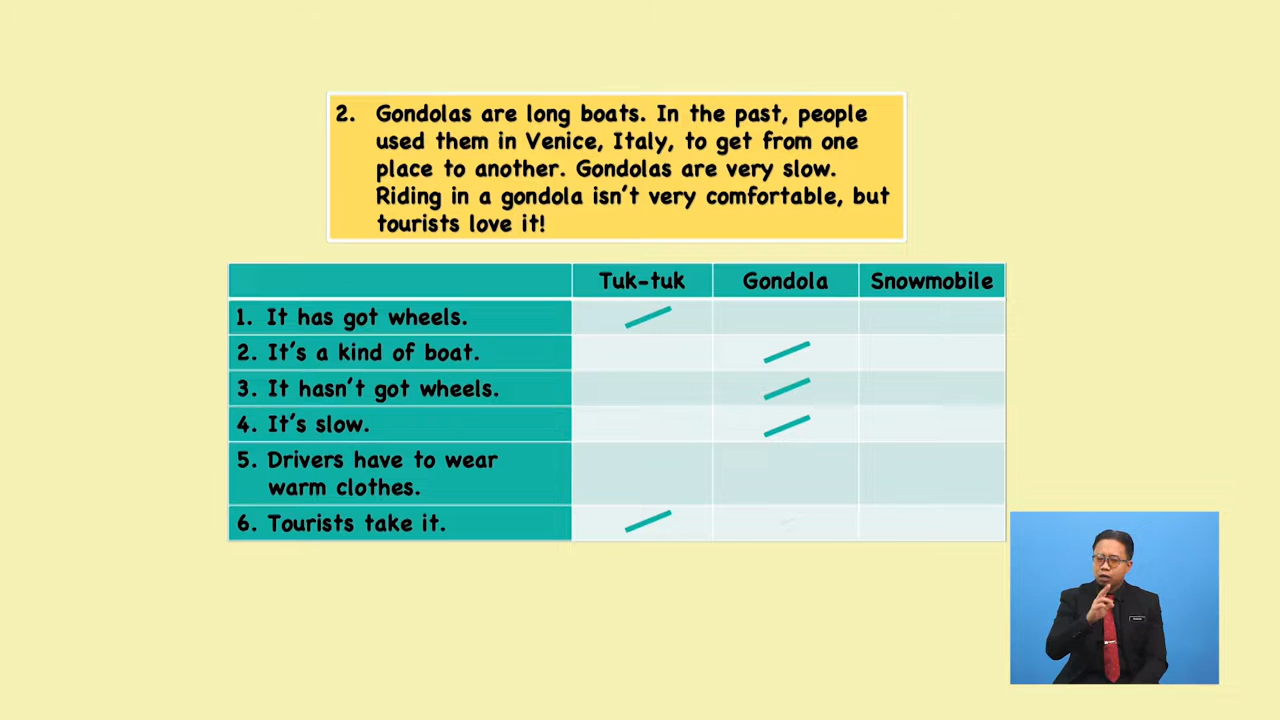 2. Gondolas are long boats. In the past, people
used them in Venice, Italy, to get from one
place to another. Gondolas are very slow.
Riding in a gondola isn't very comfortable, but
tourists love it!
Tuk-tuk Gondola Snowmobile
1. It has got wheels.
2. It's a kind of boat.
3. It hasn't got wheels.
4. It's slow.
5. Drivers have to wear
warm clothes.
6. Tourists take it.